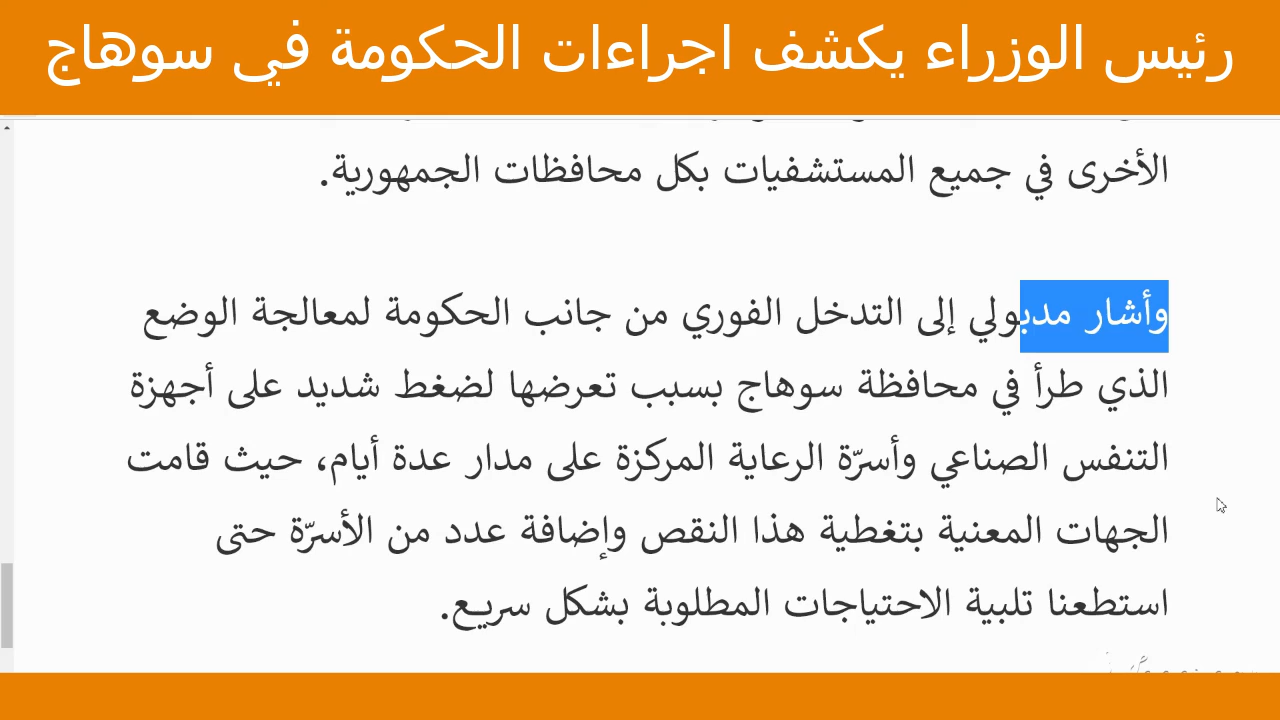 رئيس الوزراء يكشف اجراءات الحكومة في سوهاج
الأخرى في جميع المستشفيات بكل محافظات الجمهورية.
وأشار مدبولي إلى التدخل الفوري من جانب الحكومة لمعالجة الوضع
الذي طرأ في محافظة سوهاج بسبب تعرضها لضغط شديد على أجهزة
التنفس الصناعي وأسرّة الرعاية المركزة على مدار عدة أيام، حيث قامت
الجهات المعنية بتغطية هذا النقص وإضافة عدد من الأسرّة حتى
استطعنا تلبية الاحتياجات المطلوبة بشكل سريع.